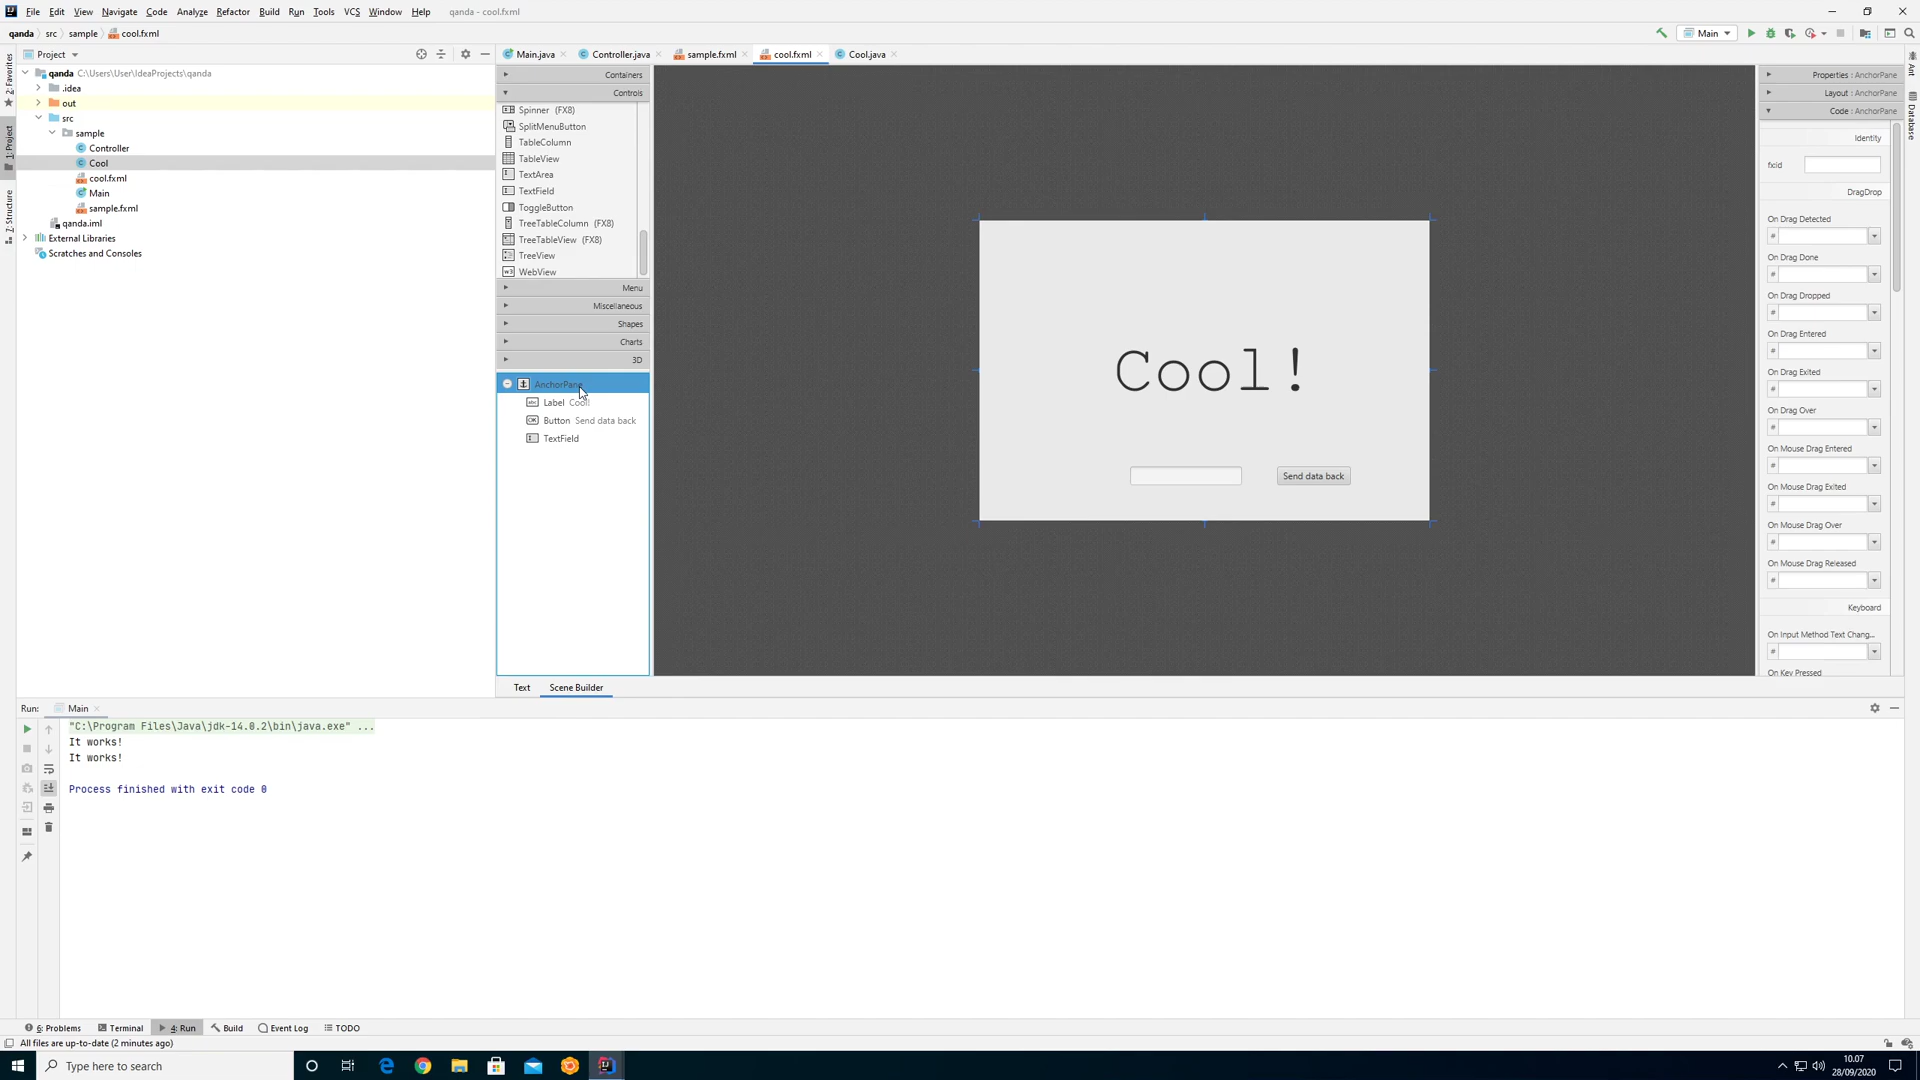 File Edit View Navigate Code Analyze Refactor Build Run Tools VCS Window Help qanda - cool.fxml
qanda src sample cool.fxml
Main
Project
Main.java Controller.java sample.fxml cool.fxml Cool.java
qanda C:\Users\User\IdeaProjects\qanda
.idea
out
src
sample
Controller
Cool
cool.fxml
Main
sample.fxml
qanda.iml
External Libraries
Scratches and Consoles
2: Favorites
1: Project
7: Structure
Containers
Controls
Spinner (FX8)
SplitMenuButton
TableColumn
TableView
TextArea
TextField
ToggleButton
TreeTableColumn (FX8)
TreeTableView (FX8)
TreeView
WebView
Menu
Miscellaneous
Shapes
Charts
3D
AnchorPane
Label Cool!
Button Send data back
TextField
Cool!
Send data back
Properties : AnchorPane
Layout : AnchorPane
Code : AnchorPane
Identity
fx:id
DragDrop
On Drag Detected
#
On Drag Done
#
On Drag Dropped
#
On Drag Entered
#
On Drag Exited
#
On Drag Over
#
On Mouse Drag Entered
#
On Mouse Drag Exited
#
On Mouse Drag Over
#
On Mouse Drag Released
#
Keyboard
On Input Method Text Chang...
#
On Key Pressed
Ant
Database
Text Scene Builder
Run: Main
"C:\Program Files\Java\jdk-14.0.2\bin\java.exe" ...
It works!
It works!
Process finished with exit code 0
6: Problems Terminal 4: Run Build Event Log TODO
All files are up-to-date (2 minutes ago)
Type here to search
10.07
28/09/2020